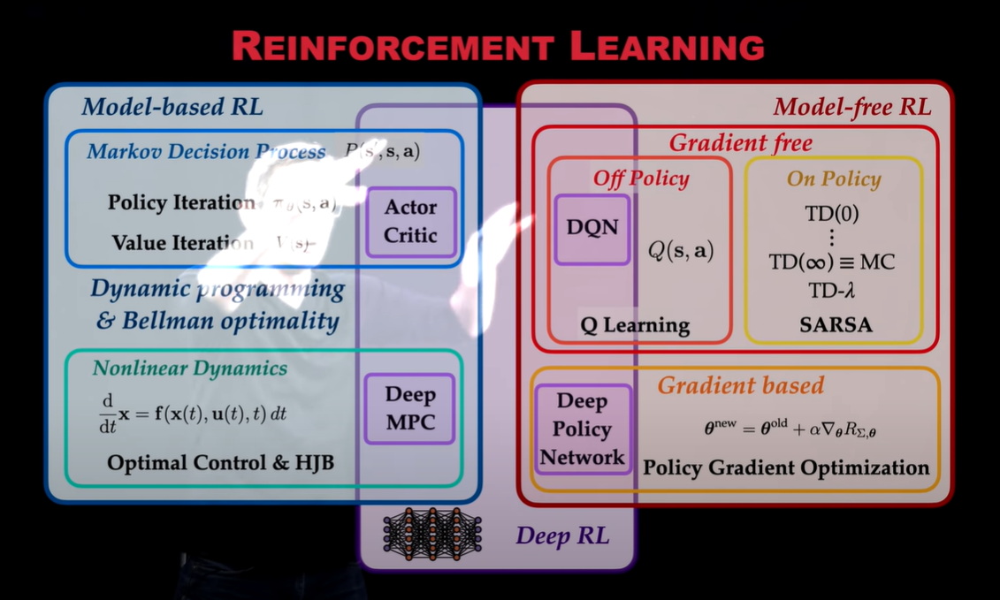 REINFORCEMENT LEARNING
Model-based RL
Markov Decision Process P(s', s, a)
Policy Iteration π_θ(s, a)
Value Iteration V(s)
Actor
Critic
Dynamic programming
& Bellman optimality
Nonlinear Dynamics
d/dt x = f(x(t), u(t), t) dt
Optimal Control & HJB
Deep
MPC
Model-free RL
Gradient free
Off Policy
DQN
Q(s, a)
Q Learning
On Policy
TD(0)
⋮
TD(∞) ≡ MC
TD-λ
SARSA
Gradient based
Deep
Policy
Network
θ^new = θ^old + α∇_θ R_Σ,θ
Policy Gradient Optimization
Deep RL